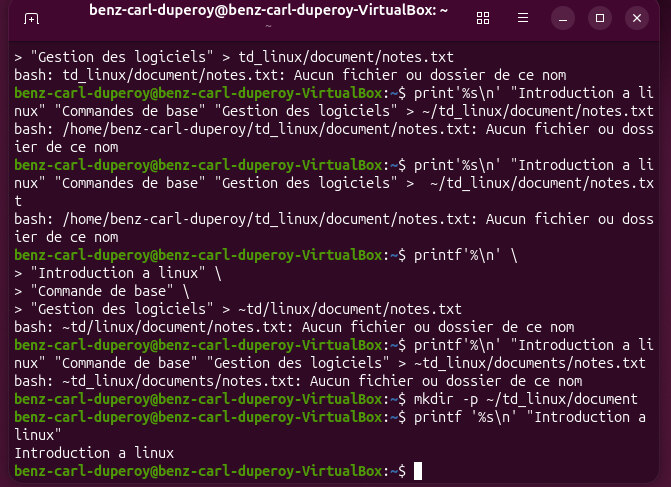 benz-carl-duperoy@benz-carl-duperoy-VirtualBox: ~
~
> "Gestion des logiciels" > td_linux/document/notes.txt
bash: td_linux/document/notes.txt: Aucun fichier ou dossier de ce nom
benz-carl-duperoy@benz-carl-duperoy-VirtualBox:~$ print'%s\n' "Introduction a li
nux" "Commandes de base" "Gestion des logiciels" > ~/td_linux/document/notes.txt
bash: /home/benz-carl-duperoy/td_linux/document/notes.txt: Aucun fichier ou doss
ier de ce nom
benz-carl-duperoy@benz-carl-duperoy-VirtualBox:~$ print'%s\n' "Introduction a li
nux" "Commandes de base" "Gestion des logiciels" >  ~/td_linux/document/notes.tx
t
bash: /home/benz-carl-duperoy/td_linux/document/notes.txt: Aucun fichier ou doss
ier de ce nom
benz-carl-duperoy@benz-carl-duperoy-VirtualBox:~$ printf'%\n' \
> "Introduction a linux" \
> "Commande de base" \
> "Gestion des logiciels" > ~td/linux/document/notes.txt
bash: ~td/linux/document/notes.txt: Aucun fichier ou dossier de ce nom
benz-carl-duperoy@benz-carl-duperoy-VirtualBox:~$ printf'%\n' "Introduction a li
nux" "Commande de base" "Gestion des logiciels" > ~td_linux/documents/notes.txt
bash: ~td_linux/documents/notes.txt: Aucun fichier ou dossier de ce nom
benz-carl-duperoy@benz-carl-duperoy-VirtualBox:~$ mkdir -p ~/td_linux/document
benz-carl-duperoy@benz-carl-duperoy-VirtualBox:~$ printf '%s\n' "Introduction a
linux"
Introduction a linux
benz-carl-duperoy@benz-carl-duperoy-VirtualBox:~$